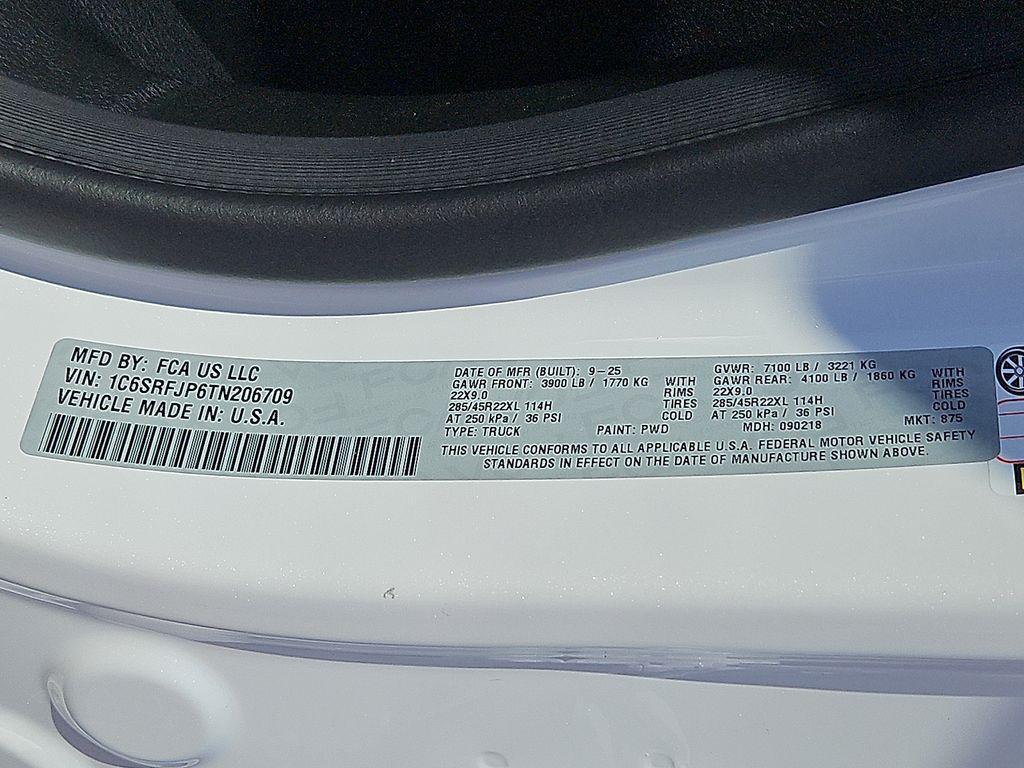 MFD BY: FCA US LLC
VIN: 1C6SRFJP6TN206709
VEHICLE MADE IN: U.S.A.
DATE OF MFR (BUILT): 9-25
GAWR FRONT: 3900 LB / 1770 KG WITH
22X9.0 RIMS
285/45R22XL 114H TIRES
AT 250 kPa / 36 PSI COLD
TYPE: TRUCK PAINT: PWD
GVWR: 7100 LB / 3221 KG
GAWR REAR: 4100 LB / 1860 KG WITH
22X9.0 RIMS
285/45R22XL 114H TIRES
AT 250 kPa / 36 PSI COLD
MDH: 090218 MKT: 875
THIS VEHICLE CONFORMS TO ALL APPLICABLE U.S.A. FEDERAL MOTOR VEHICLE SAFETY
STANDARDS IN EFFECT ON THE DATE OF MANUFACTURE SHOWN ABOVE.